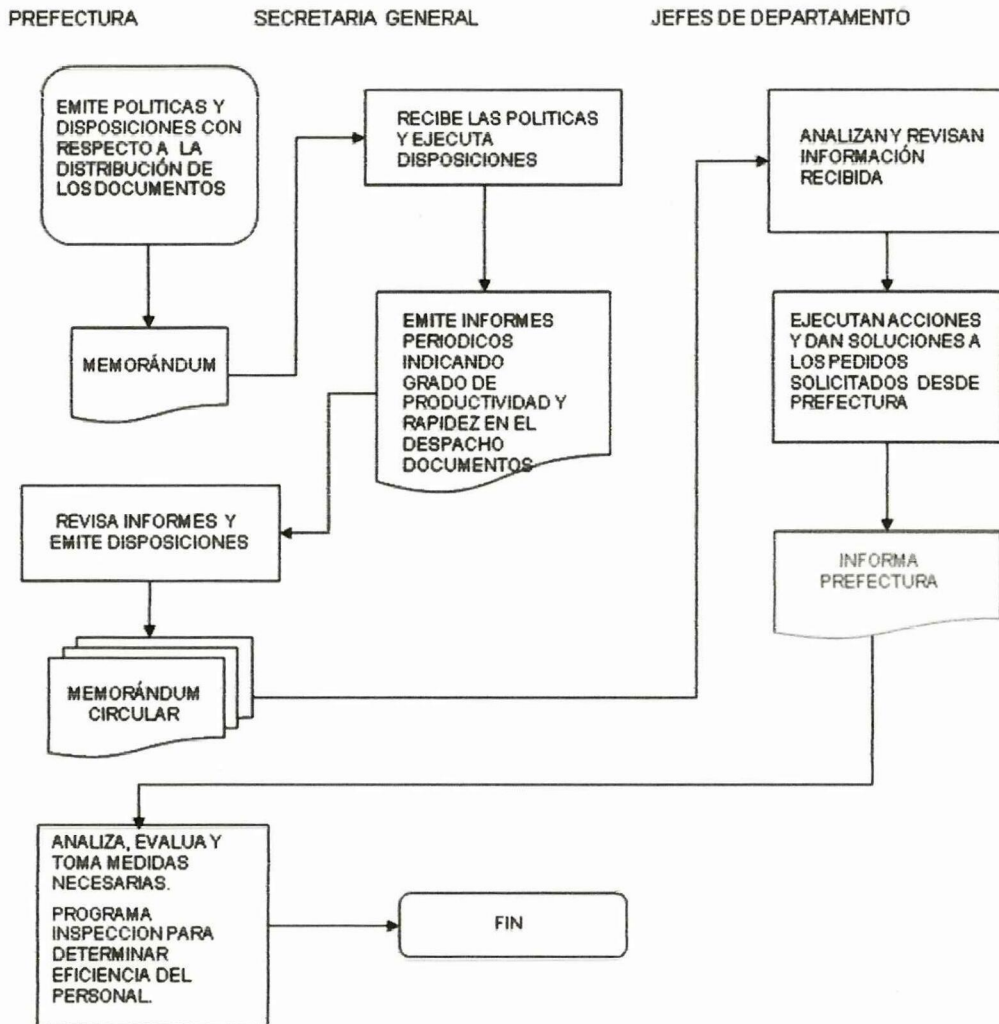 PREFECTURA
SECRETARIA GENERAL
JEFES DE DEPARTAMENTO
EMITE POLITICAS Y
DISPOSICIONES CON
RESPECTO A LA
DISTRIBUCIÓN DE
LOS DOCUMENTOS
MEMORÁNDUM
RECIBE LAS POLITICAS
Y EJECUTA
DISPOSICIONES
EMITE INFORMES
PERIODICOS
INDICANDO
GRADO DE
PRODUCTIVIDAD Y
RAPIDEZ EN EL
DESPACHO
DOCUMENTOS
REVISA INFORMES Y
EMITE DISPOSICIONES
MEMORÁNDUM
CIRCULAR
ANALIZAN Y REVISAN
INFORMACIÓN
RECIBIDA
EJECUTAN ACCIONES
Y DAN SOLUCIONES A
LOS PEDIDOS
SOLICITADOS DESDE
PREFECTURA
INFORMA
PREFECTURA
ANALIZA, EVALUA Y
TOMA MEDIDAS
NECESARIAS.
PROGRAMA
INSPECCION PARA
DETERMINAR
EFICIENCIA DEL
PERSONAL.
FIN